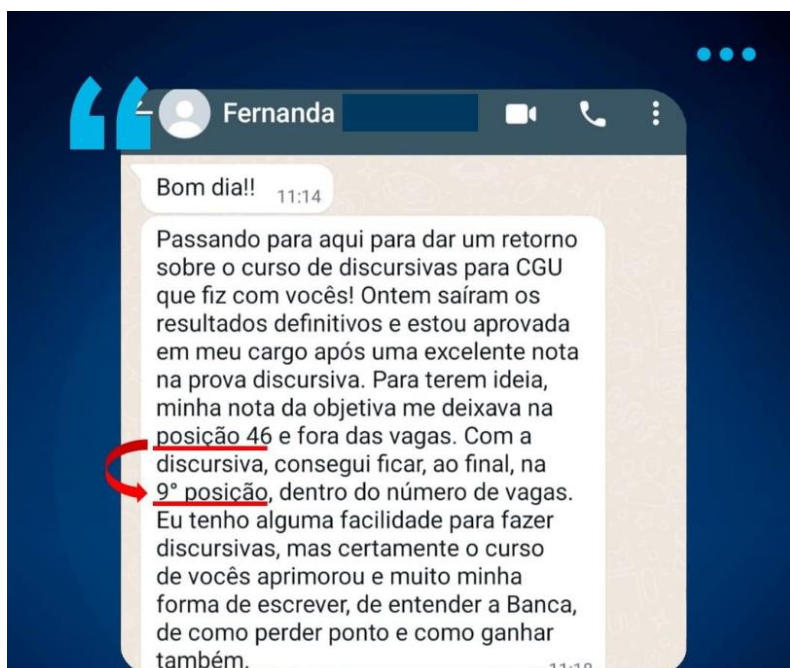 Fernanda
Bom dia!! 11:14
Passando para aqui para dar um retorno
sobre o curso de discursivas para CGU
que fiz com vocês! Ontem saíram os
resultados definitivos e estou aprovada
em meu cargo após uma excelente nota
na prova discursiva. Para terem ideia,
minha nota da objetiva me deixava na
posição 46 e fora das vagas. Com a
discursiva, consegui ficar, ao final, na
9° posição, dentro do número de vagas.
Eu tenho alguma facilidade para fazer
discursivas, mas certamente o curso
de vocês aprimorou e muito minha
forma de escrever, de entender a Banca,
de como perder ponto e como ganhar
também.